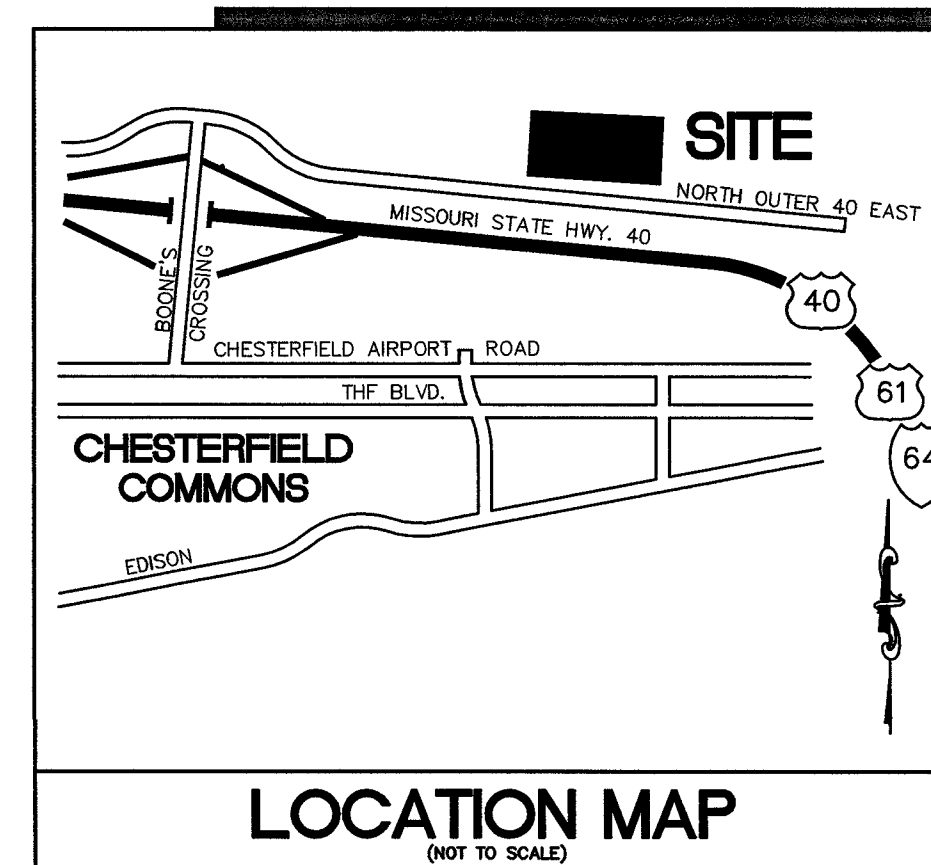 SITE
NORTH OUTER 40 EAST
MISSOURI STATE HWY. 40
BOONE'S
CROSSING
40
CHESTERFIELD AIRPORT ROAD
THF BLVD.
61
CHESTERFIELD
COMMONS
64
EDISON
LOCATION MAP
(NOT TO SCALE)